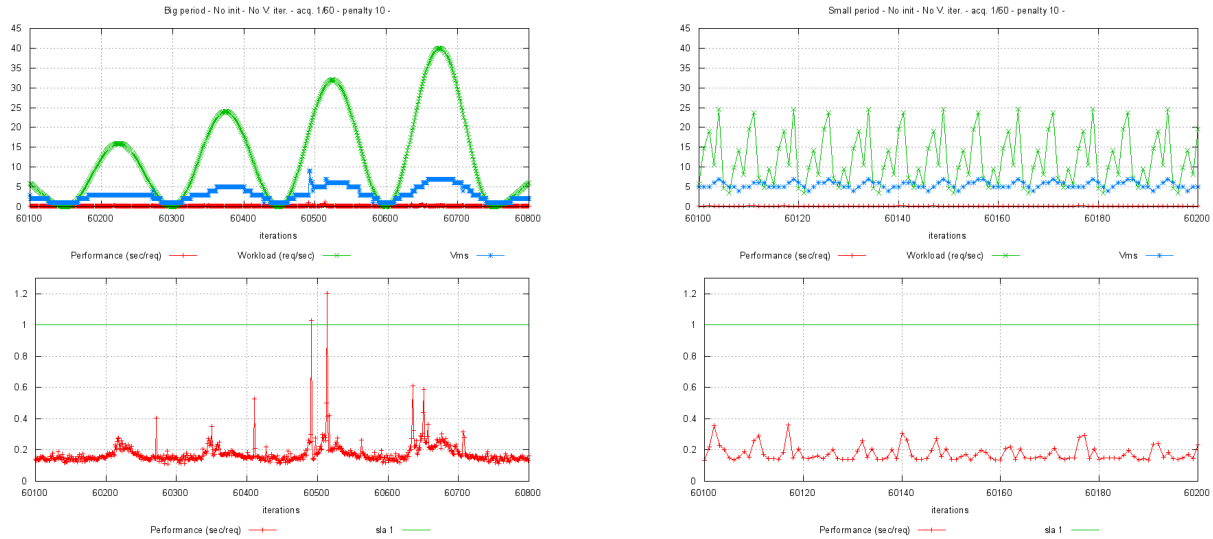 Big period - No init - No V. iter. - acq. 1/60 - penalty 10 -
45
40
35
30
25
20
15
10
5
0
60100 60200 60300 60400 60500 60600 60700 60800
iterations
Performance (sec/req) Workload (req/sec) Vms
Small period - No init - No V. iter. - acq. 1/60 - penalty 10 -
45
40
35
30
25
20
15
10
5
0
60100 60120 60140 60160 60180 60200
iterations
Performance (sec/req) Workload (req/sec) Vms
1.2
1
0.8
0.6
0.4
0.2
0
60100 60200 60300 60400 60500 60600 60700 60800
iterations
Performance (sec/req) sla 1
1.2
1
0.8
0.6
0.4
0.2
0
60100 60120 60140 60160 60180 60200
iterations
Performance (sec/req) sla 1